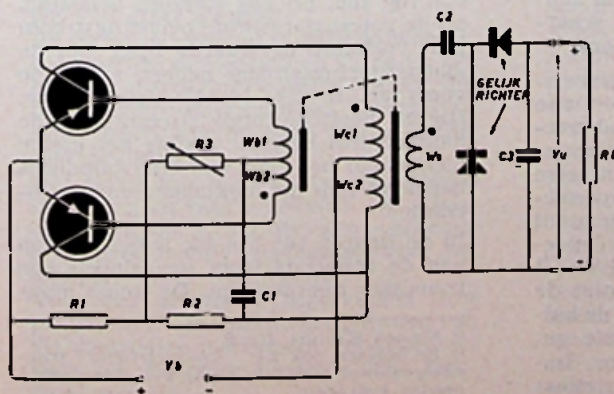 C2
+
GELIJK
RICHTER
R3
Wb1
Wb2
Wc1
Wc2
Ws
C3
Vu
C1
R1
R2
-
Vb
+
-